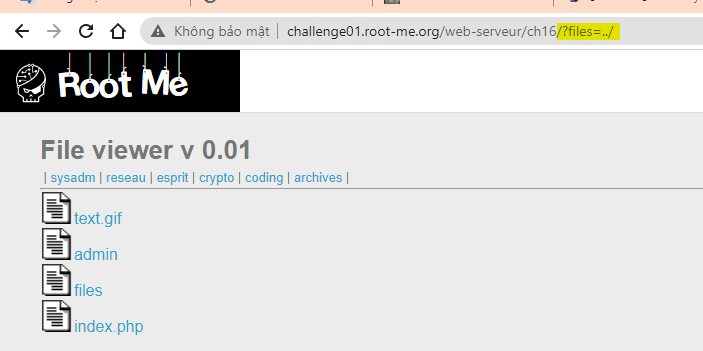 Không bảo mật | challenge01.root-me.org/web-serveur/ch16/?files=../
Root Me
File viewer v 0.01
| sysadm | reseau | esprit | crypto | coding | archives |
text.gif
admin
files
index.php